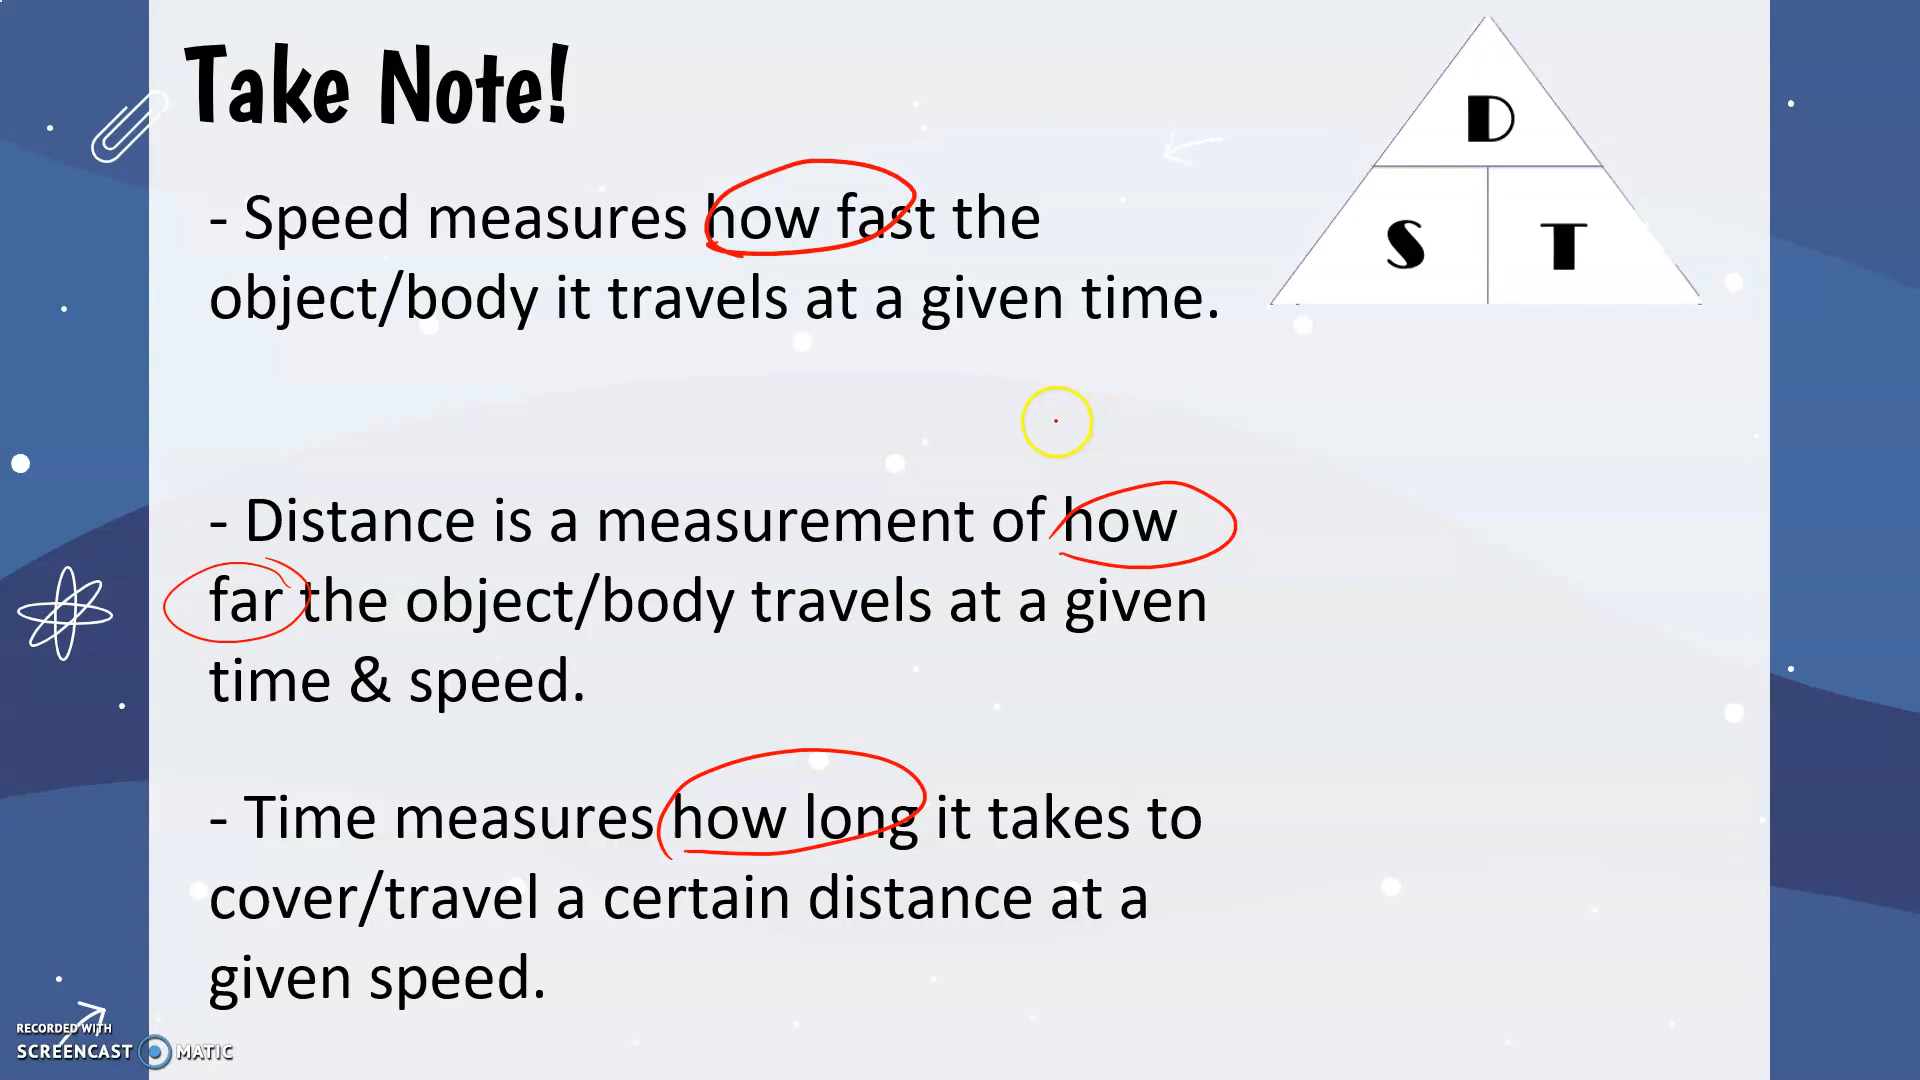 Take Note!
D
S T
- Speed measures how fast the
object/body it travels at a given time.
- Distance is a measurement of how
far the object/body travels at a given
time & speed.
- Time measures how long it takes to
cover/travel a certain distance at a
given speed.
RECORDED WITH
SCREENCAST MATIC